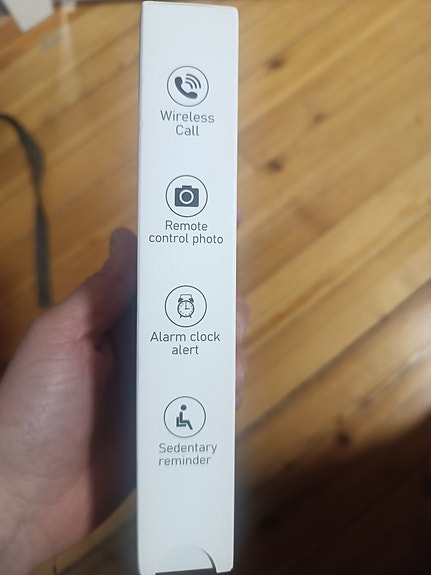 Wireless
Call
Remote
control photo
Alarm clock
alert
Sedentary
reminder